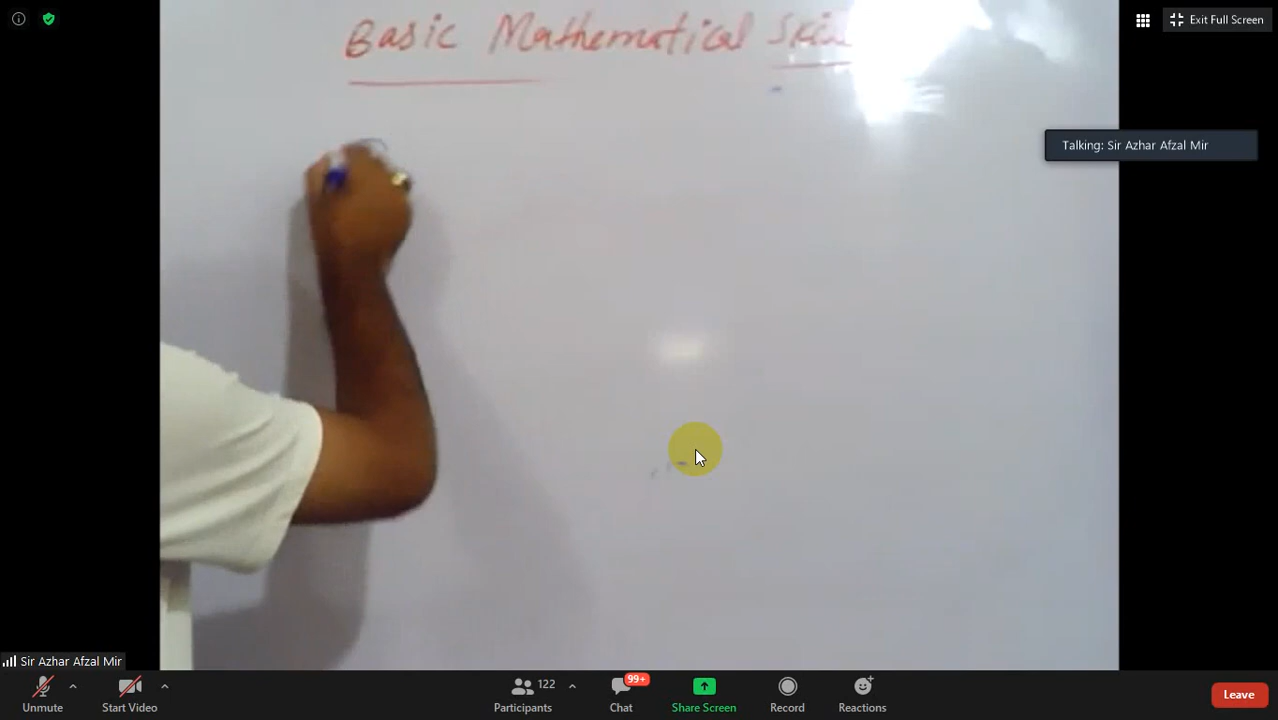 Exit Full Screen
Basic Mathematical
Talking: Sir Azhar Afzal Mir
Sir Azhar Afzal Mir
Unmute
Start Video
122
Participants
99+
Chat
Share Screen
Record
Reactions
Leave